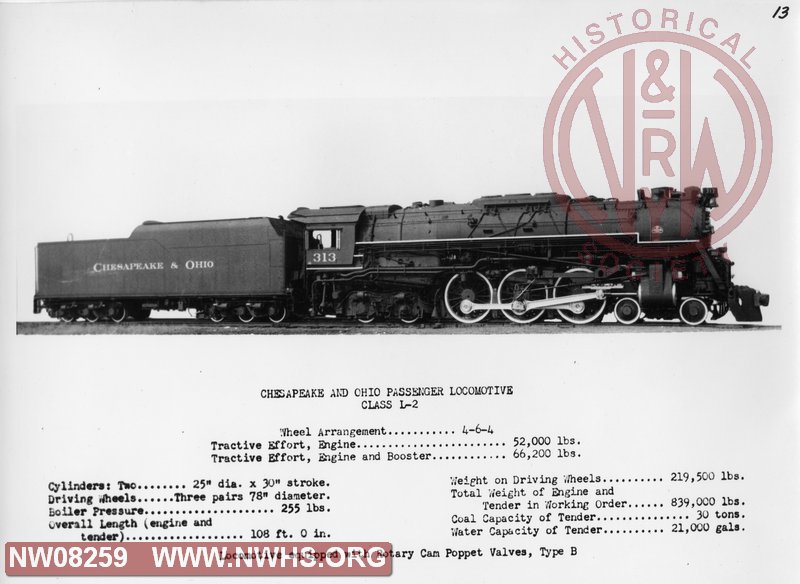 13
HISTORICAL
N&W
RY
SOCIETY
CHESAPEAKE & OHIO
313
CHESAPEAKE AND OHIO PASSENGER LOCOMOTIVE
CLASS L-2
Wheel Arrangement........... 4-6-4
Tractive Effort, Engine........................ 52,000 lbs.
Tractive Effort, Engine and Booster............ 66,200 lbs.
Cylinders: Two........ 25" dia. x 30" stroke.
Driving Wheels......Three pairs 78" diameter.
Boiler Pressure..................... 255 lbs.
Overall Length (engine and
tender)....................... 108 ft. 0 in.
Weight on Driving Wheels.......... 219,500 lbs.
Total Weight of Engine and
Tender in Working Order...... 839,000 lbs.
Coal Capacity of Tender............... 30 tons.
Water Capacity of Tender.......... 21,000 gals.
Locomotive equipped with Rotary Cam Poppet Valves, Type B
NW08259 WWW.NWHS.ORG